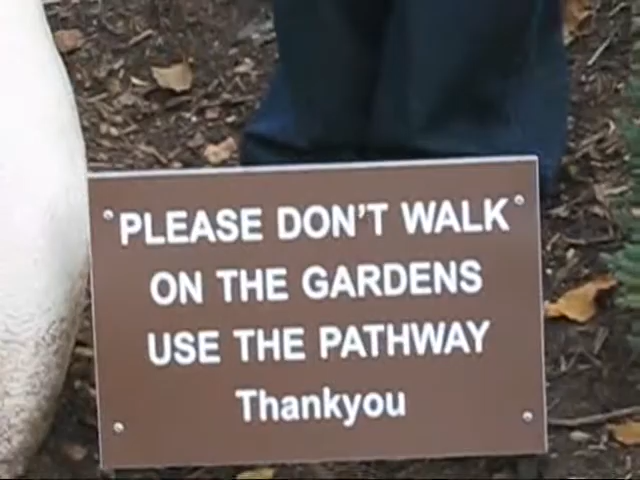 PLEASE DON'T WALK
ON THE GARDENS
USE THE PATHWAY
Thankyou